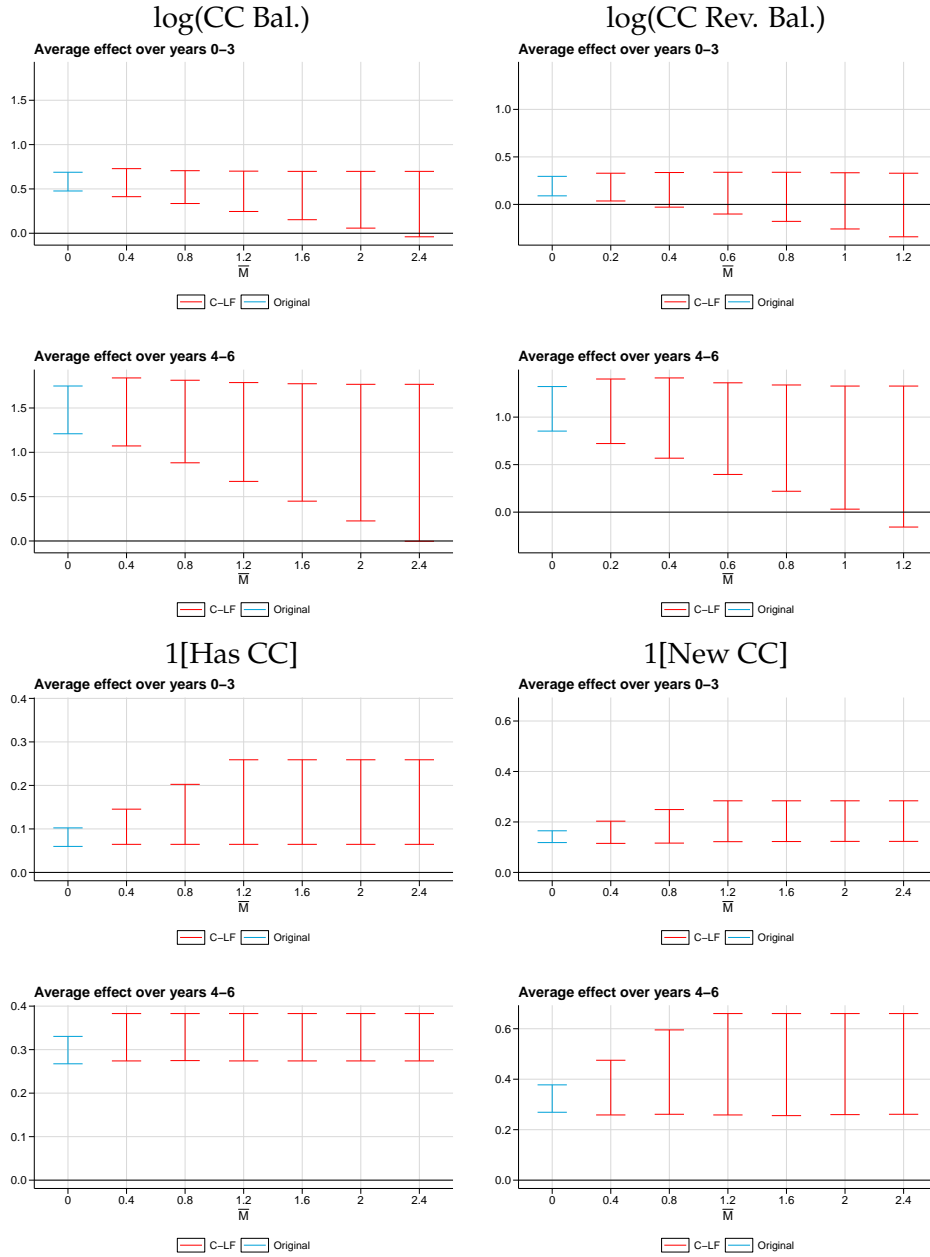 log(CC Bal.)
Average effect over years 0−3
1.5
1.0
0.5
0.0
0 0.4 0.8 1.2 1.6 2 2.4
M
C−LF Original
log(CC Rev. Bal.)
Average effect over years 0−3
1.0
0.5
0.0
0 0.2 0.4 0.6 0.8 1 1.2
M
C−LF Original
Average effect over years 4−6
1.5
1.0
0.5
0.0
0 0.4 0.8 1.2 1.6 2 2.4
M
C−LF Original
Average effect over years 4−6
1.0
0.5
0.0
0 0.2 0.4 0.6 0.8 1 1.2
M
C−LF Original
1[Has CC]
Average effect over years 0−3
0.4
0.3
0.2
0.1
0.0
0 0.4 0.8 1.2 1.6 2 2.4
M
C−LF Original
1[New CC]
Average effect over years 0−3
0.6
0.4
0.2
0.0
0 0.4 0.8 1.2 1.6 2 2.4
M
C−LF Original
Average effect over years 4−6
0.4
0.3
0.2
0.1
0.0
0 0.4 0.8 1.2 1.6 2 2.4
M
C−LF Original
Average effect over years 4−6
0.6
0.4
0.2
0.0
0 0.4 0.8 1.2 1.6 2 2.4
M
C−LF Original